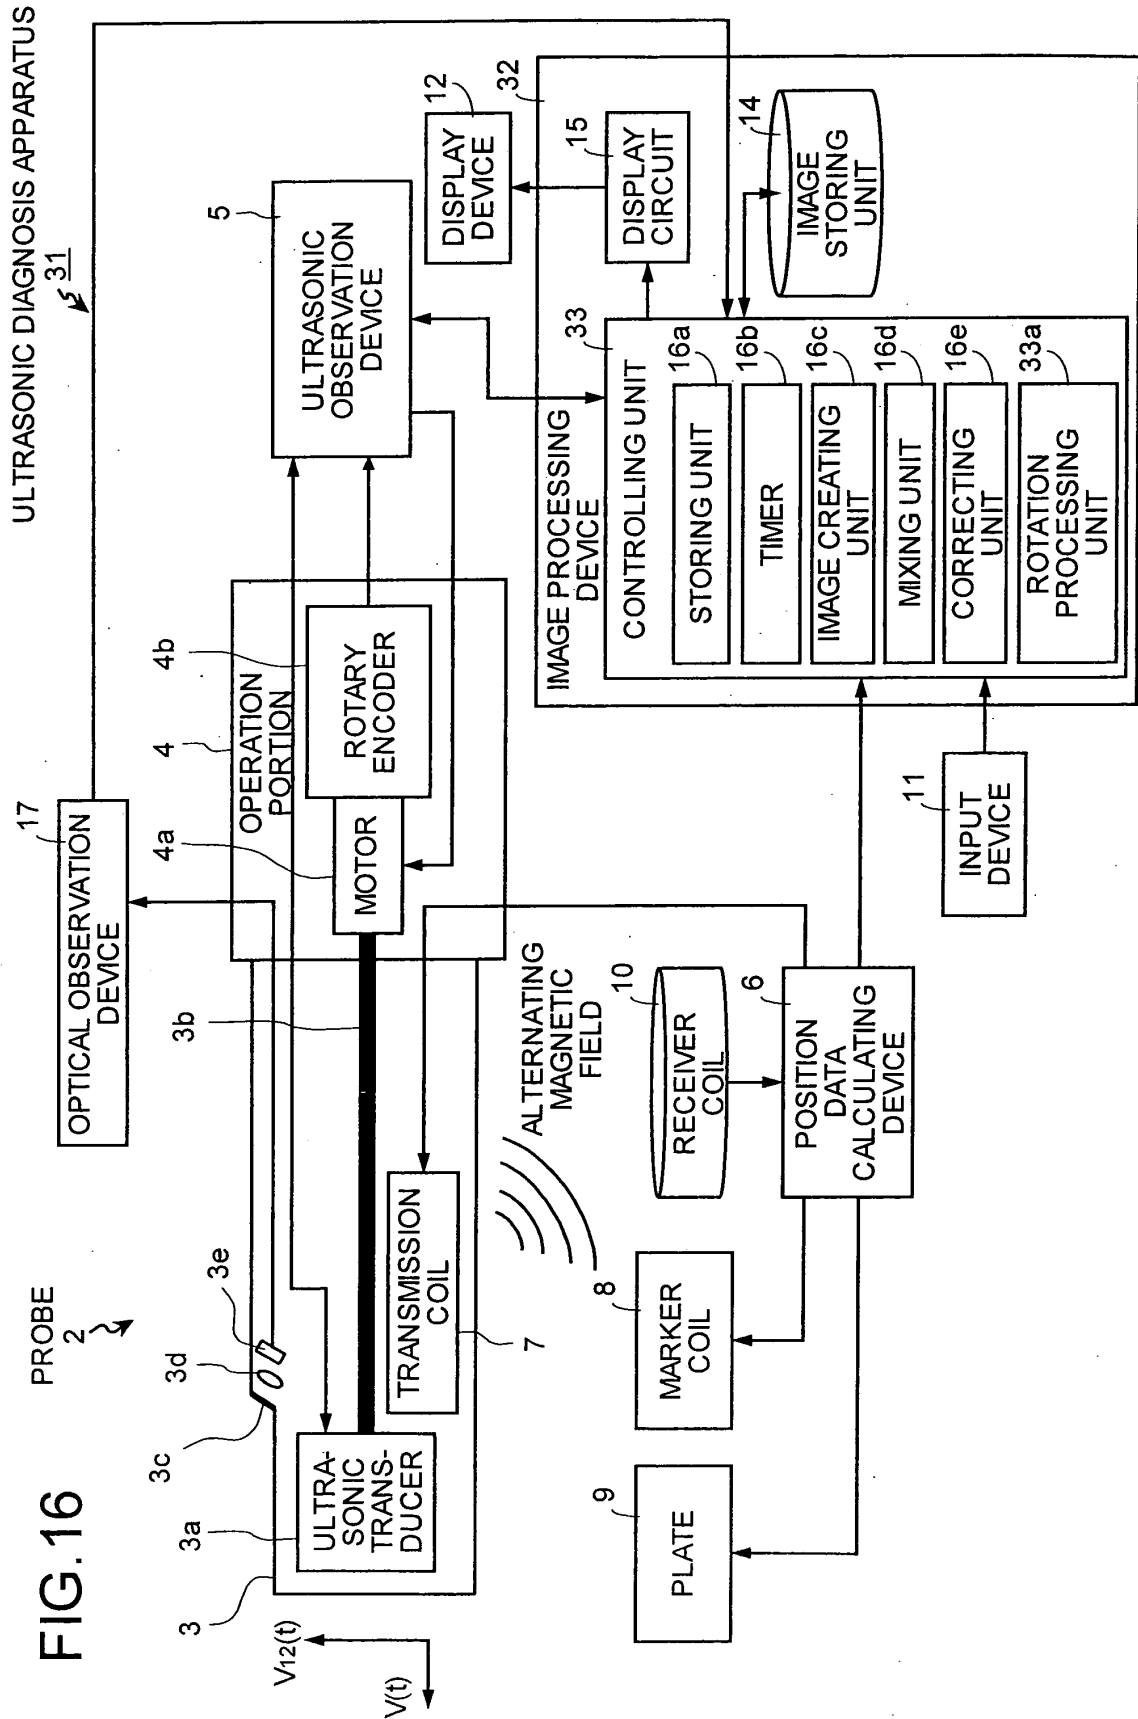 FIG.16
ULTRASONIC DIAGNOSIS APPARATUS
31
PROBE
2
17
OPTICAL OBSERVATION
DEVICE
3
3a
3c
3d
3e
3b
ULTRA-
SONIC
TRANS-
DUCER
TRANSMISSION
COIL
7
V12(t)
V(t)
4
OPERATION
PORTION
4a
MOTOR
4b
ROTARY
ENCODER
5
ULTRASONIC
OBSERVATION
DEVICE
12
DISPLAY
DEVICE
ALTERNATING
MAGNETIC
FIELD
9
PLATE
8
MARKER
COIL
10
RECEIVER
COIL
6
POSITION
DATA
CALCULATING
DEVICE
11
INPUT
DEVICE
32
IMAGE PROCESSING
DEVICE
15
DISPLAY
CIRCUIT
14
IMAGE
STORING
UNIT
33
CONTROLLING UNIT
16a
STORING UNIT
16b
TIMER
16c
IMAGE CREATING
UNIT
16d
MIXING UNIT
16e
CORRECTING
UNIT
33a
ROTATION
PROCESSING
UNIT